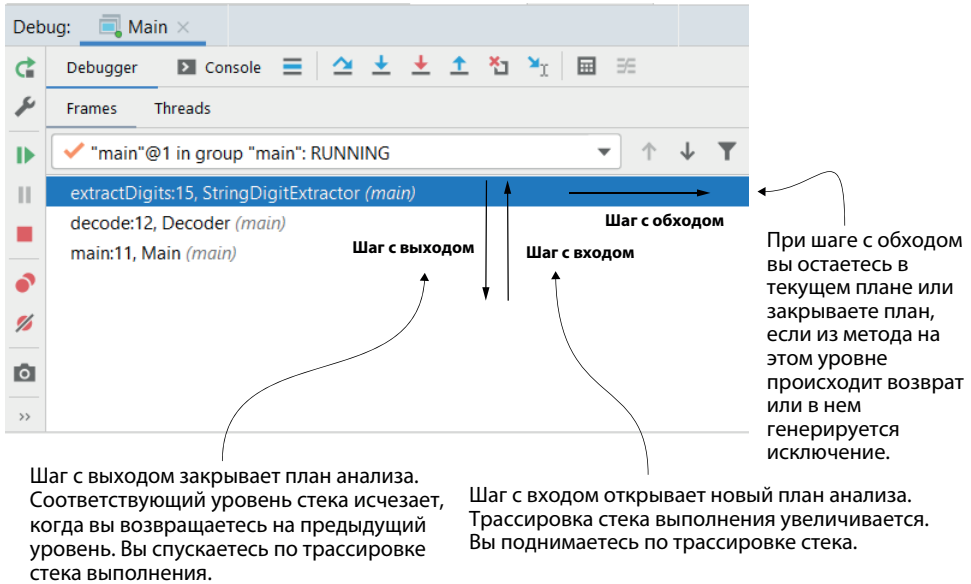 Debug: Main ×
Debugger Console
Frames Threads
"main"@1 in group "main": RUNNING
extractDigits:15, StringDigitExtractor (main)
decode:12, Decoder (main)
main:11, Main (main)
Шаг с обходом
Шаг с выходом
Шаг с входом
При шаге с обходом
вы остаетесь в
текущем плане или
закрываете план,
если из метода на
этом уровне
происходит возврат
или в нем
генерируется
исключение.
Шаг с выходом закрывает план анализа.
Соответствующий уровень стека исчезает,
когда вы возвращаетесь на предыдущий
уровень. Вы спускаетесь по трассировке
стека выполнения.
Шаг с входом открывает новый план анализа.
Трассировка стека выполнения увеличивается.
Вы поднимаетесь по трассировке стека.